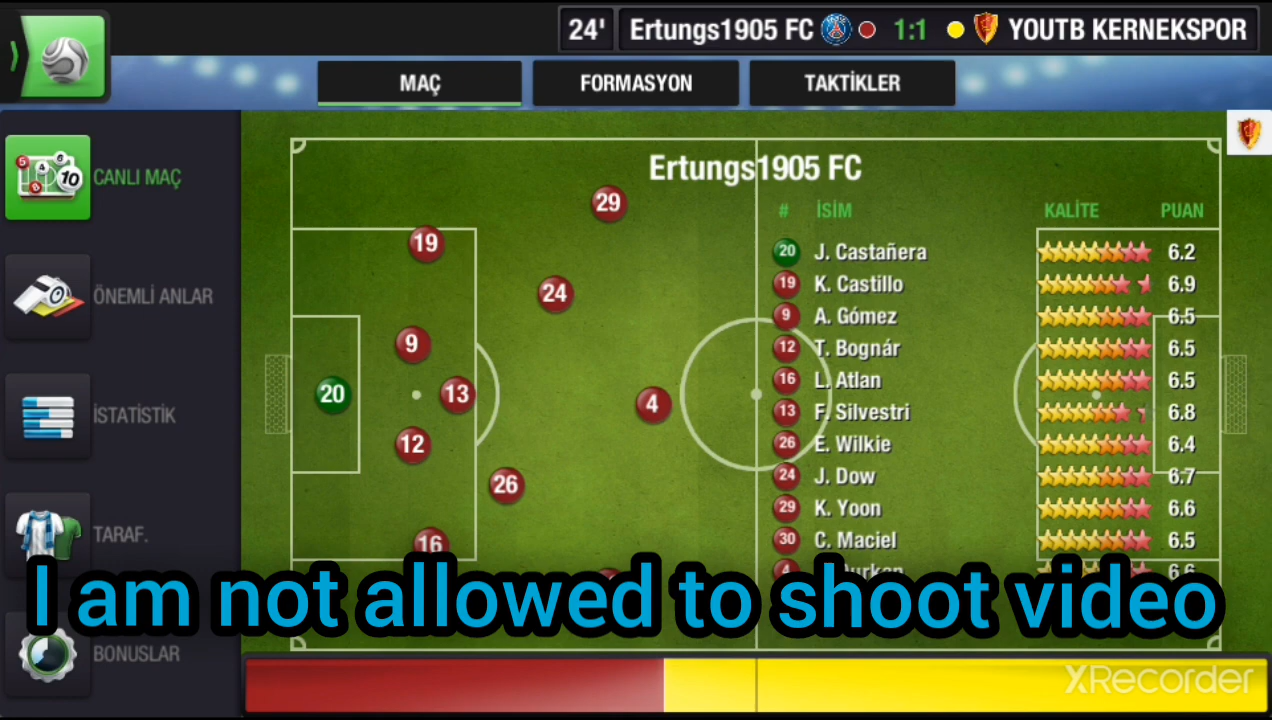 24' Ertungs1905 FC 1:1 YOUTB KERNEKSPOR
MAÇ FORMASYON TAKTİKLER
CANLI MAÇ
ÖNEMLİ ANLAR
İSTATİSTİK
TARAF.
BONUSLAR
Ertungs1905 FC
# İSİM KALİTE PUAN
20 J. Castañera 6.2
19 K. Castillo 6.9
9 A. Gómez 6.5
12 T. Bognár 6.5
16 L. Atlan 6.5
13 F. Silvestri 6.8
26 E. Wilkie 6.4
24 J. Dow 6.7
29 K. Yoon 6.6
30 C. Maciel 6.5
4 6.6
29
19
24
9
20
13
4
12
26
16
I am not allowed to shoot video
XRecorder